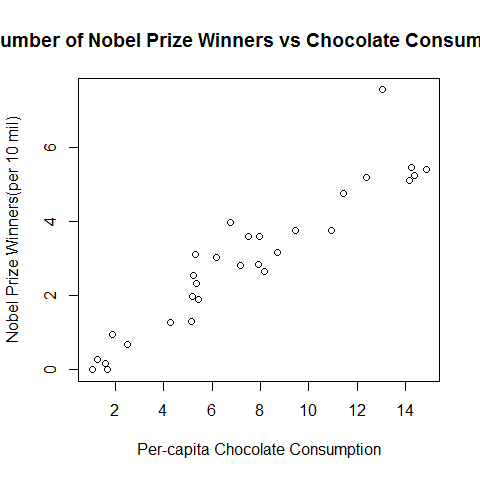 umber of Nobel Prize Winners vs Chocolate Consum
Nobel Prize Winners(per 10 mil)
6
4
2
0
2 4 6 8 10 12 14
Per-capita Chocolate Consumption